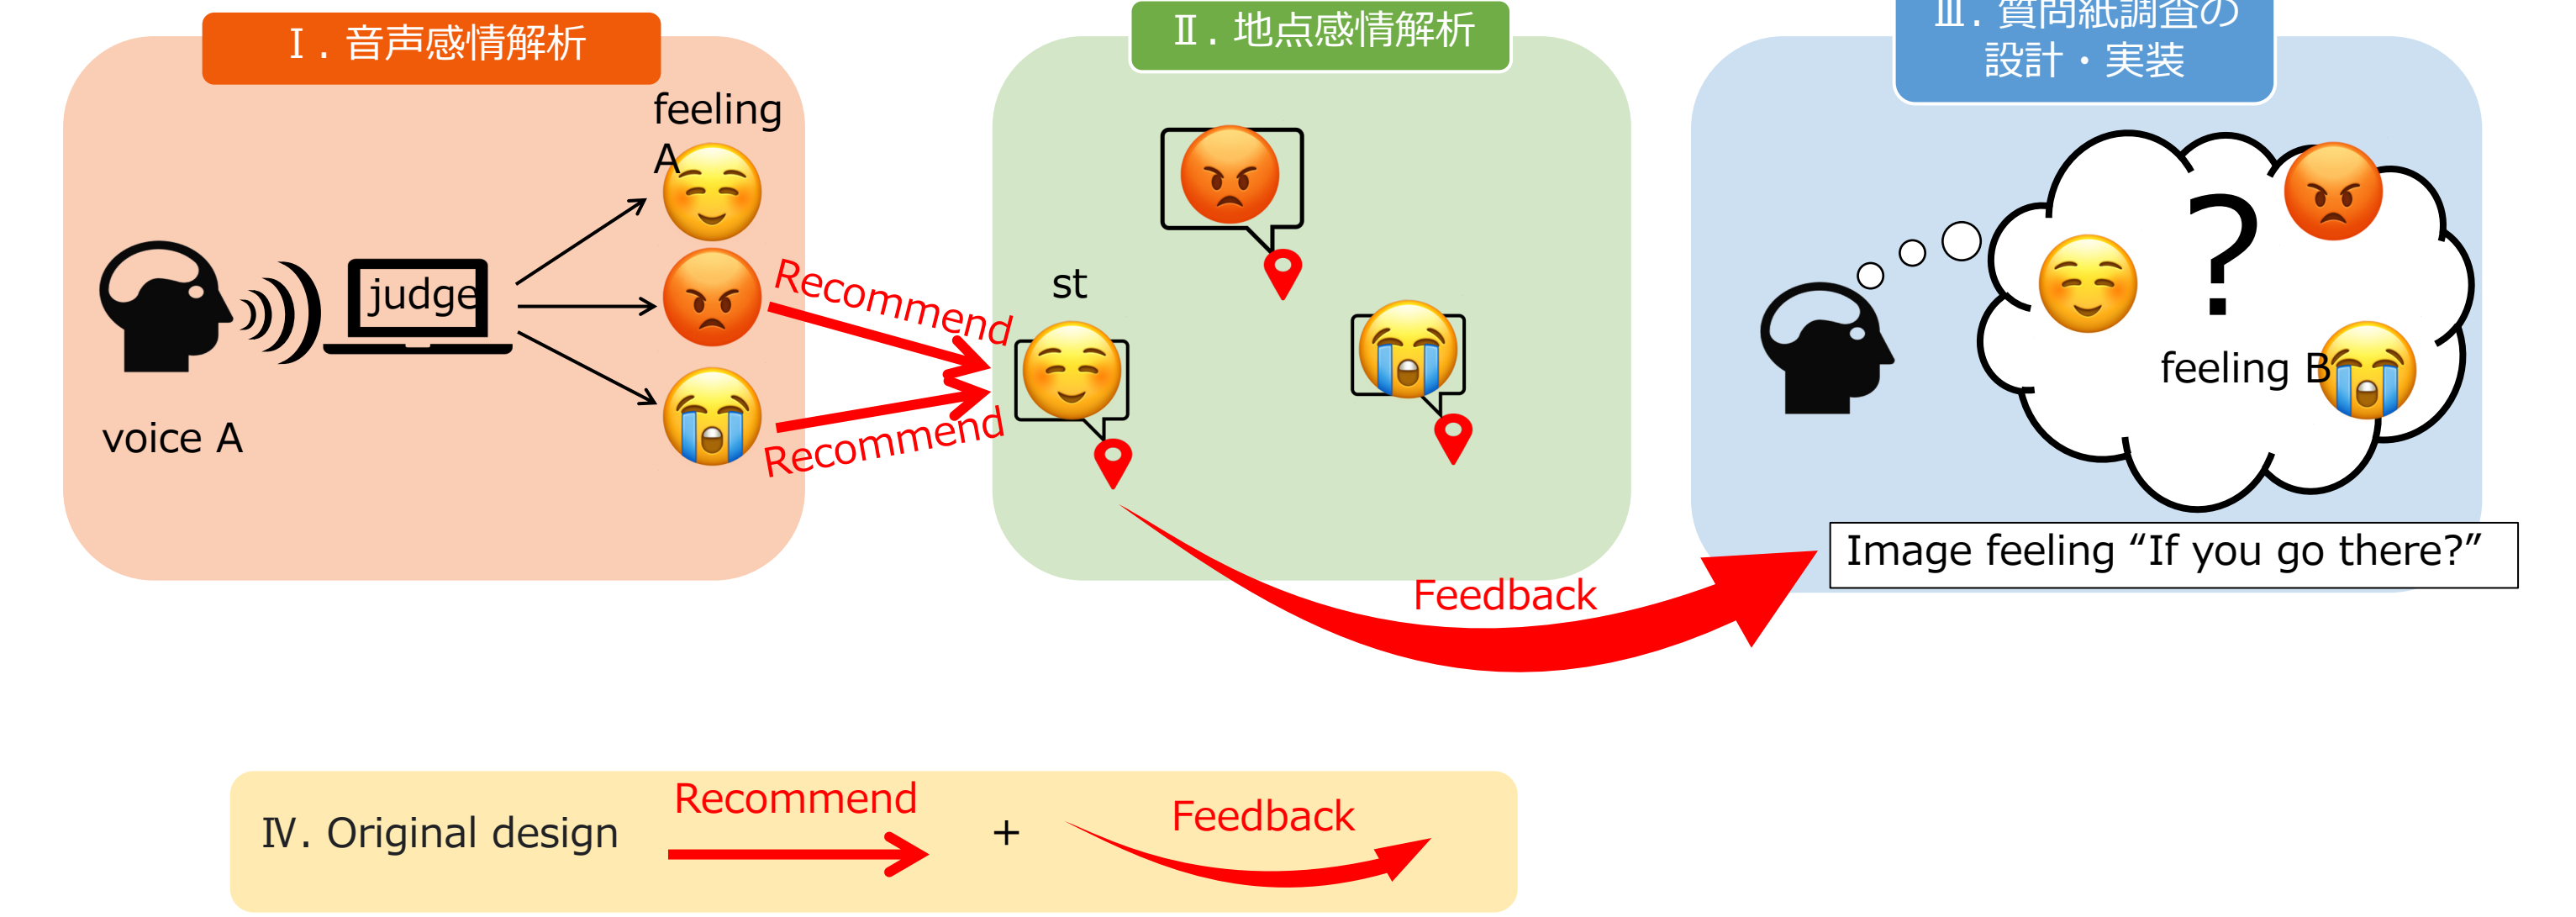 Ⅰ. 音声感情解析
feeling
A
judge
voice A
Recommend
Recommend
Ⅱ. 地点感情解析
st
Feedback
Ⅲ. 質問紙調査の
設計・実装
?
feeling B
Image feeling “If you go there?”
Ⅳ. Original design
Recommend
+
Feedback